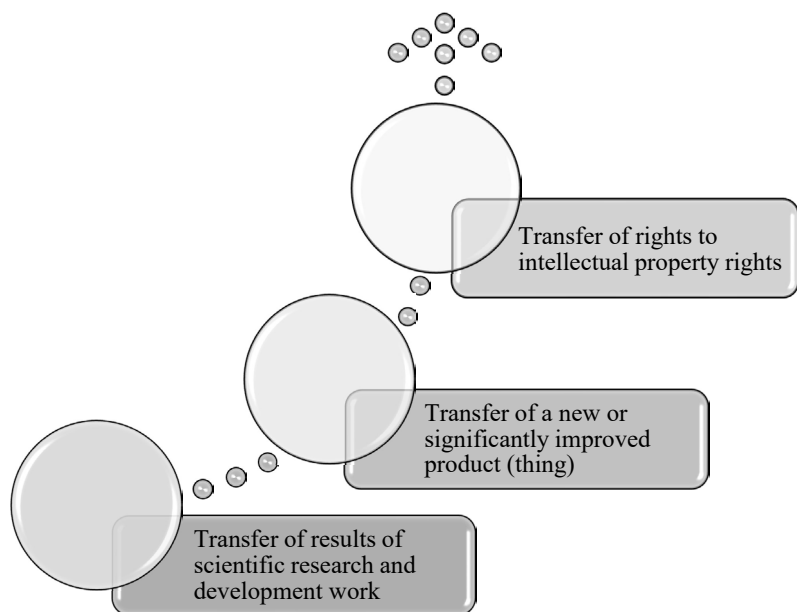 Transfer of rights to
intellectual property rights
Transfer of a new or
significantly improved
product (thing)
Transfer of results of
scientific research and
development work